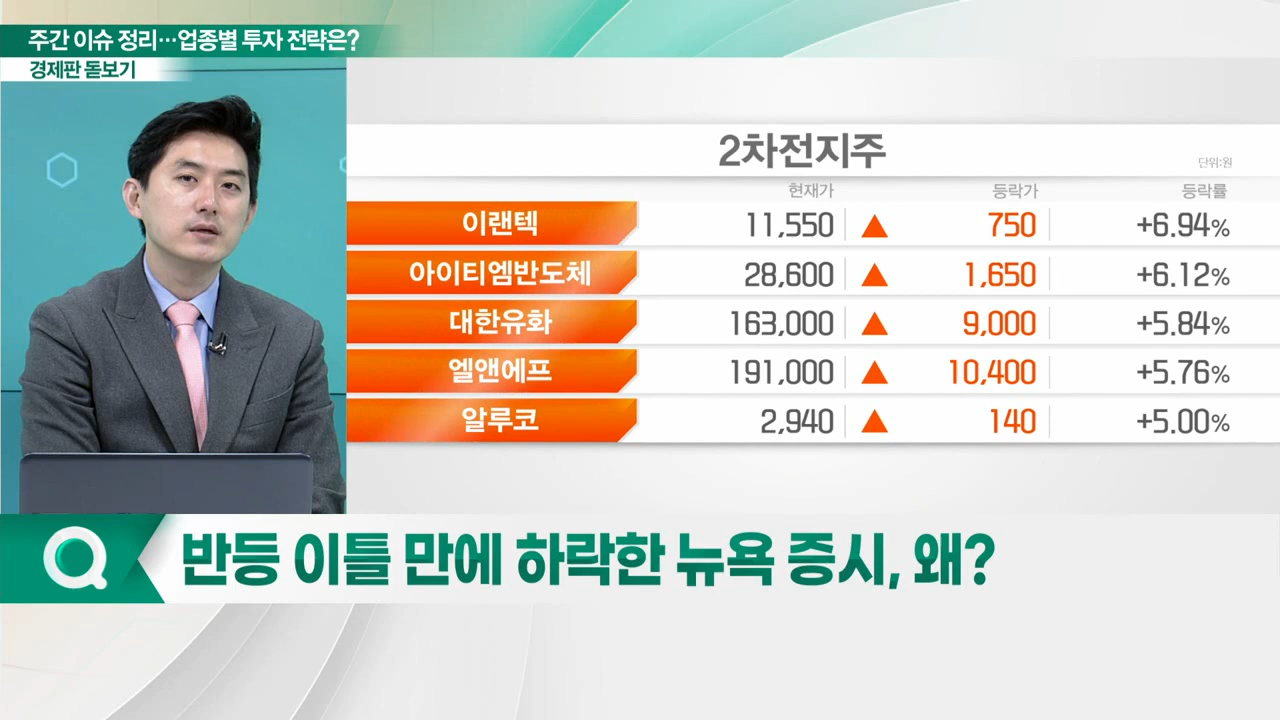 주간 이슈 정리…업종별 투자 전략은?
경제판 돋보기
2차전지주
단위:원
현재가 등락가 등락률
이랜텍 11,550 ▲ 750 +6.94%
아이티엠반도체 28,600 ▲ 1,650 +6.12%
대한유화 163,000 ▲ 9,000 +5.84%
엘앤에프 191,000 ▲ 10,400 +5.76%
알루코 2,940 ▲ 140 +5.00%
반등 이틀 만에 하락한 뉴욕 증시, 왜?